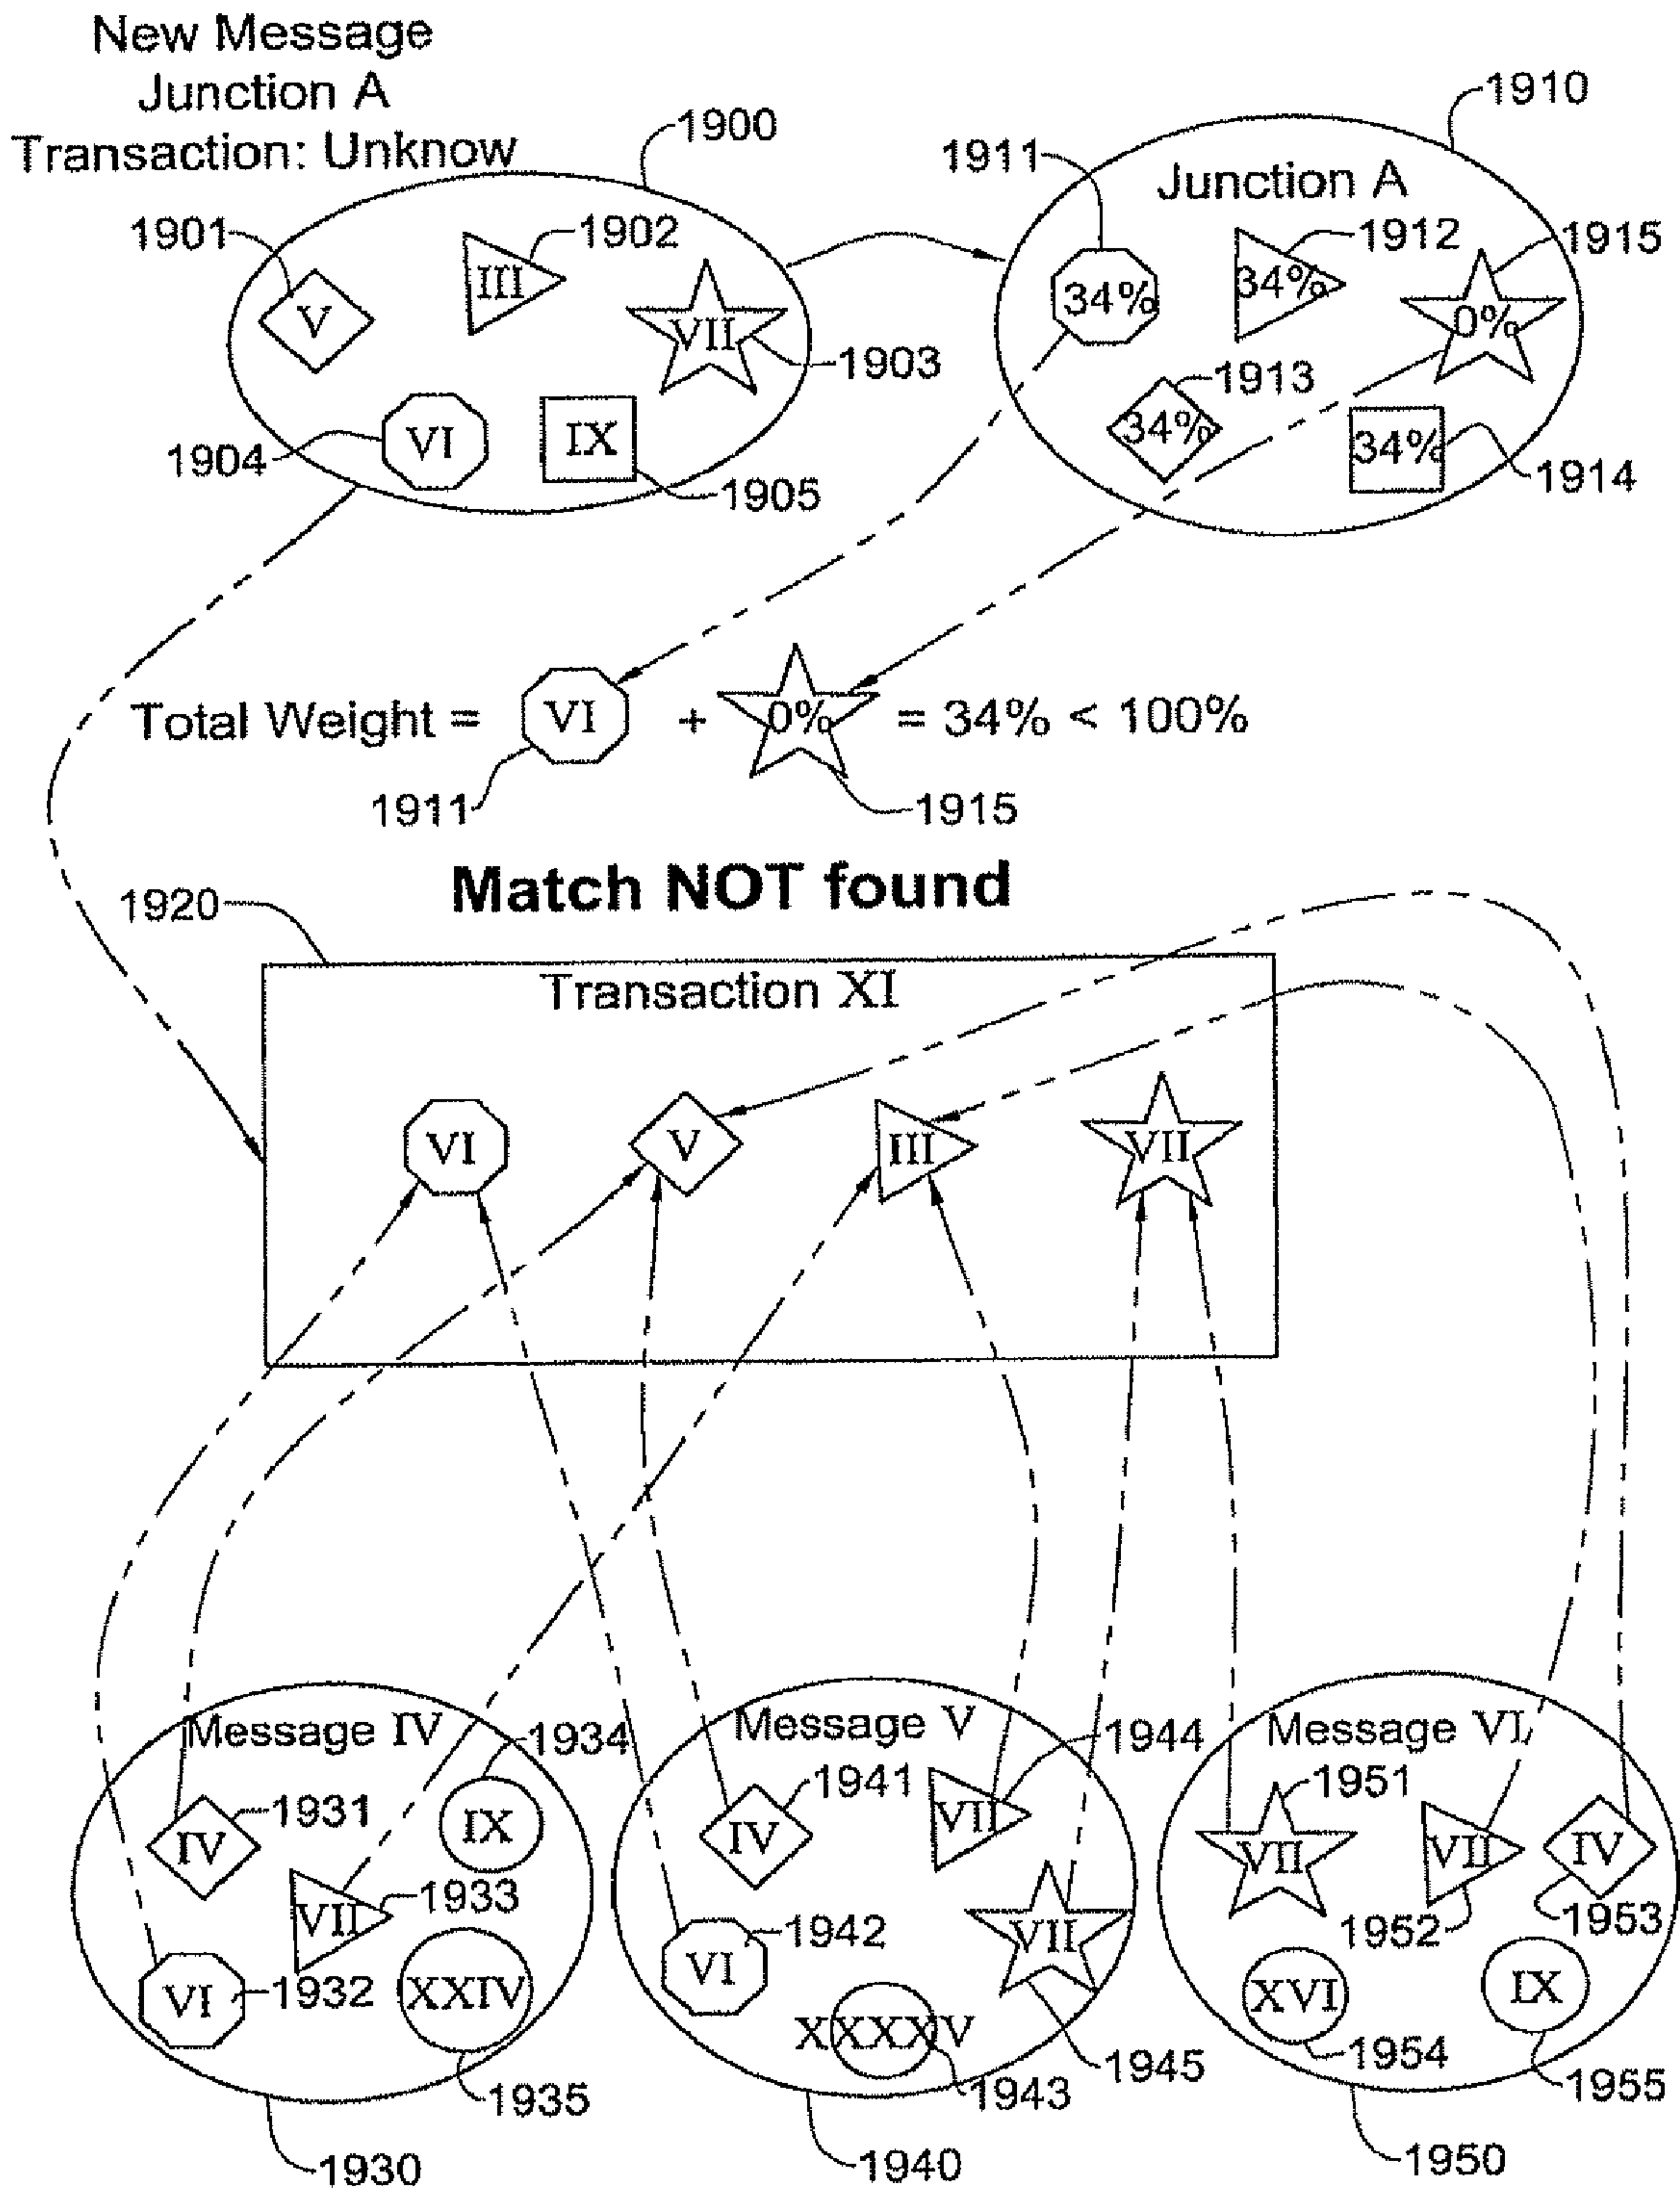 New Message
Junction A
Transaction: Unknow
1900
1910
1911
Junction A
1901
1902
1912
1915
V
III
VII
34%
34%
0%
1903
1913
VI
IX
34%
34%
1904
1905
1914
Total Weight = VI + 0% = 34% < 100%
1911
1915
Match NOT found
1920
Transaction XI
VI
V
III
VII
Message IV
1934
Message V
1944
Message VI
1931
1941
1951
IV
IX
IV
VII
VII
VII
IV
1933
VII
1942
VII
1952
1953
VI
1932
XXIV
VI
XVI
IX
XXXXV
1935
1943
1945
1954
1955
1930
1940
1950